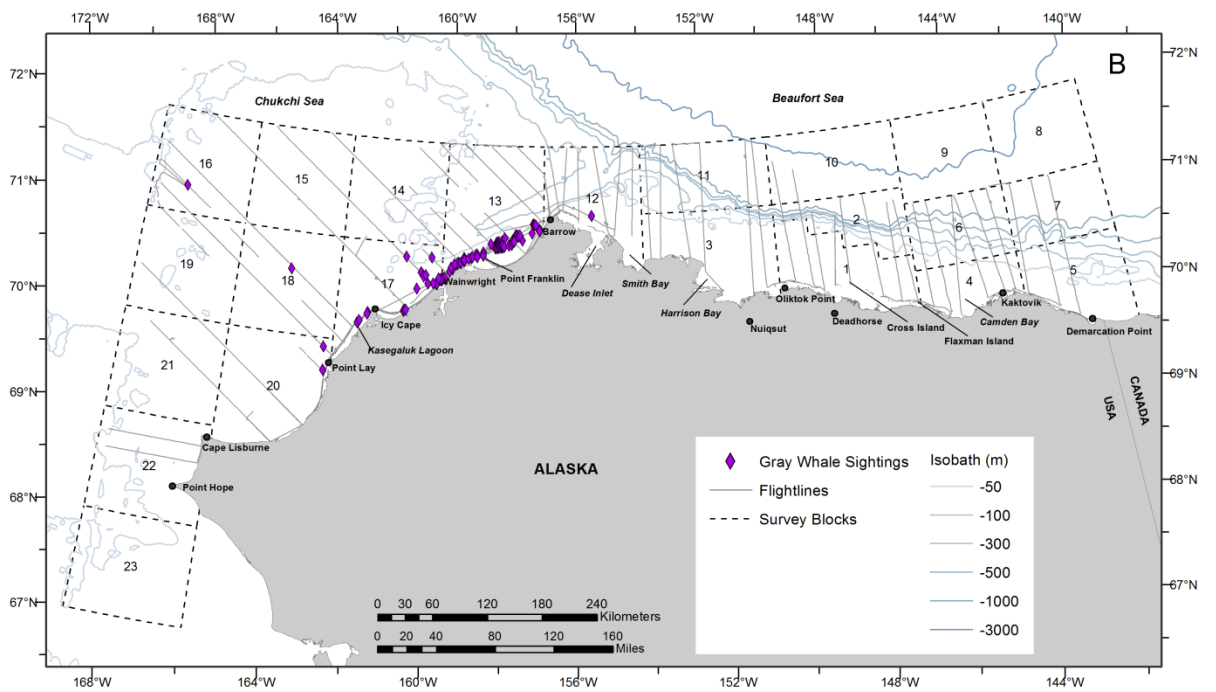 172°W 168°W 164°W 160°W 156°W 152°W 148°W 144°W 140°W
B
72°N
72°N
Chukchi Sea
Beaufort Sea
8
9
10
16
15
14
13
11
12
7
71°N
71°N
2
6
3
19
18
17
1
4
5
Barrow
Point Franklin
Wainwright
Dease Inlet
Smith Bay
70°N
70°N
Harrison Bay
Oliktok Point
Kaktovik
Icy Cape
Nuiqsut
Deadhorse
Cross Island
Camden Bay
Demarcation Point
Flaxman Island
Kasegaluk Lagoon
21
20
Point Lay
69°N
69°N
CANADA
USA
Cape Lisburne
22
Point Hope
ALASKA
68°N
68°N
23
67°N
67°N
Gray Whale Sightings
Flightlines
Survey Blocks
Isobath (m)
-50
-100
-300
-500
-1000
-3000
0 30 60 120 180 240
Kilometers
0 20 40 80 120 160
Miles
168°W 164°W 160°W 156°W 152°W 148°W 144°W